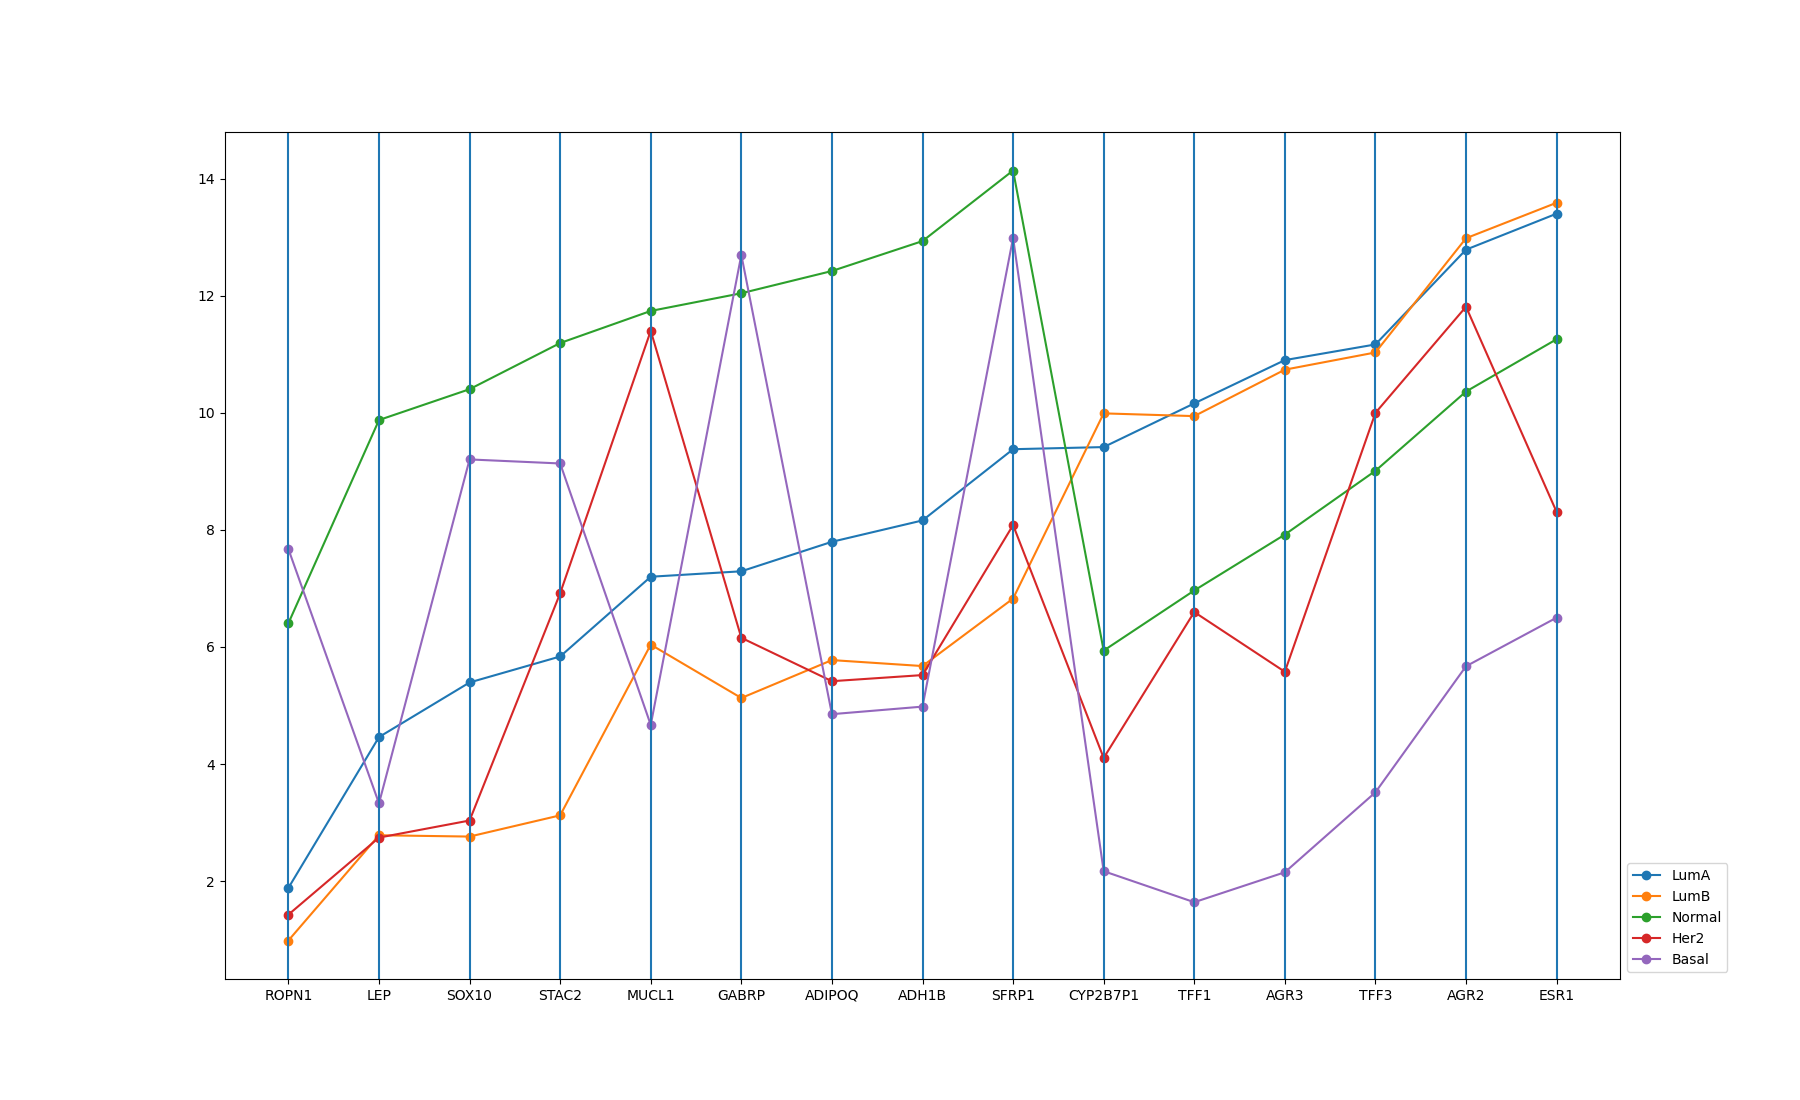 14
12
10
8
6
4
2
ROPN1 LEP SOX10 STAC2 MUCL1 GABRP ADIPOQ ADH1B SFRP1 CYP2B7P1 TFF1 AGR3 TFF3 AGR2 ESR1
LumA
LumB
Normal
Her2
Basal